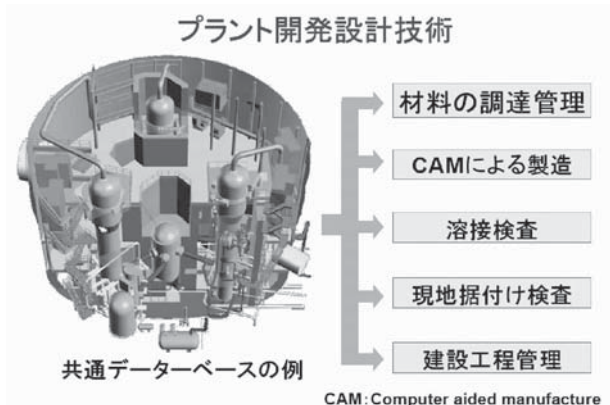 プラント開発設計技術
材料の調達管理
CAMによる製造
溶接検査
現地据付け検査
建設工程管理
共通データーベースの例
CAM:Computer aided manufacture